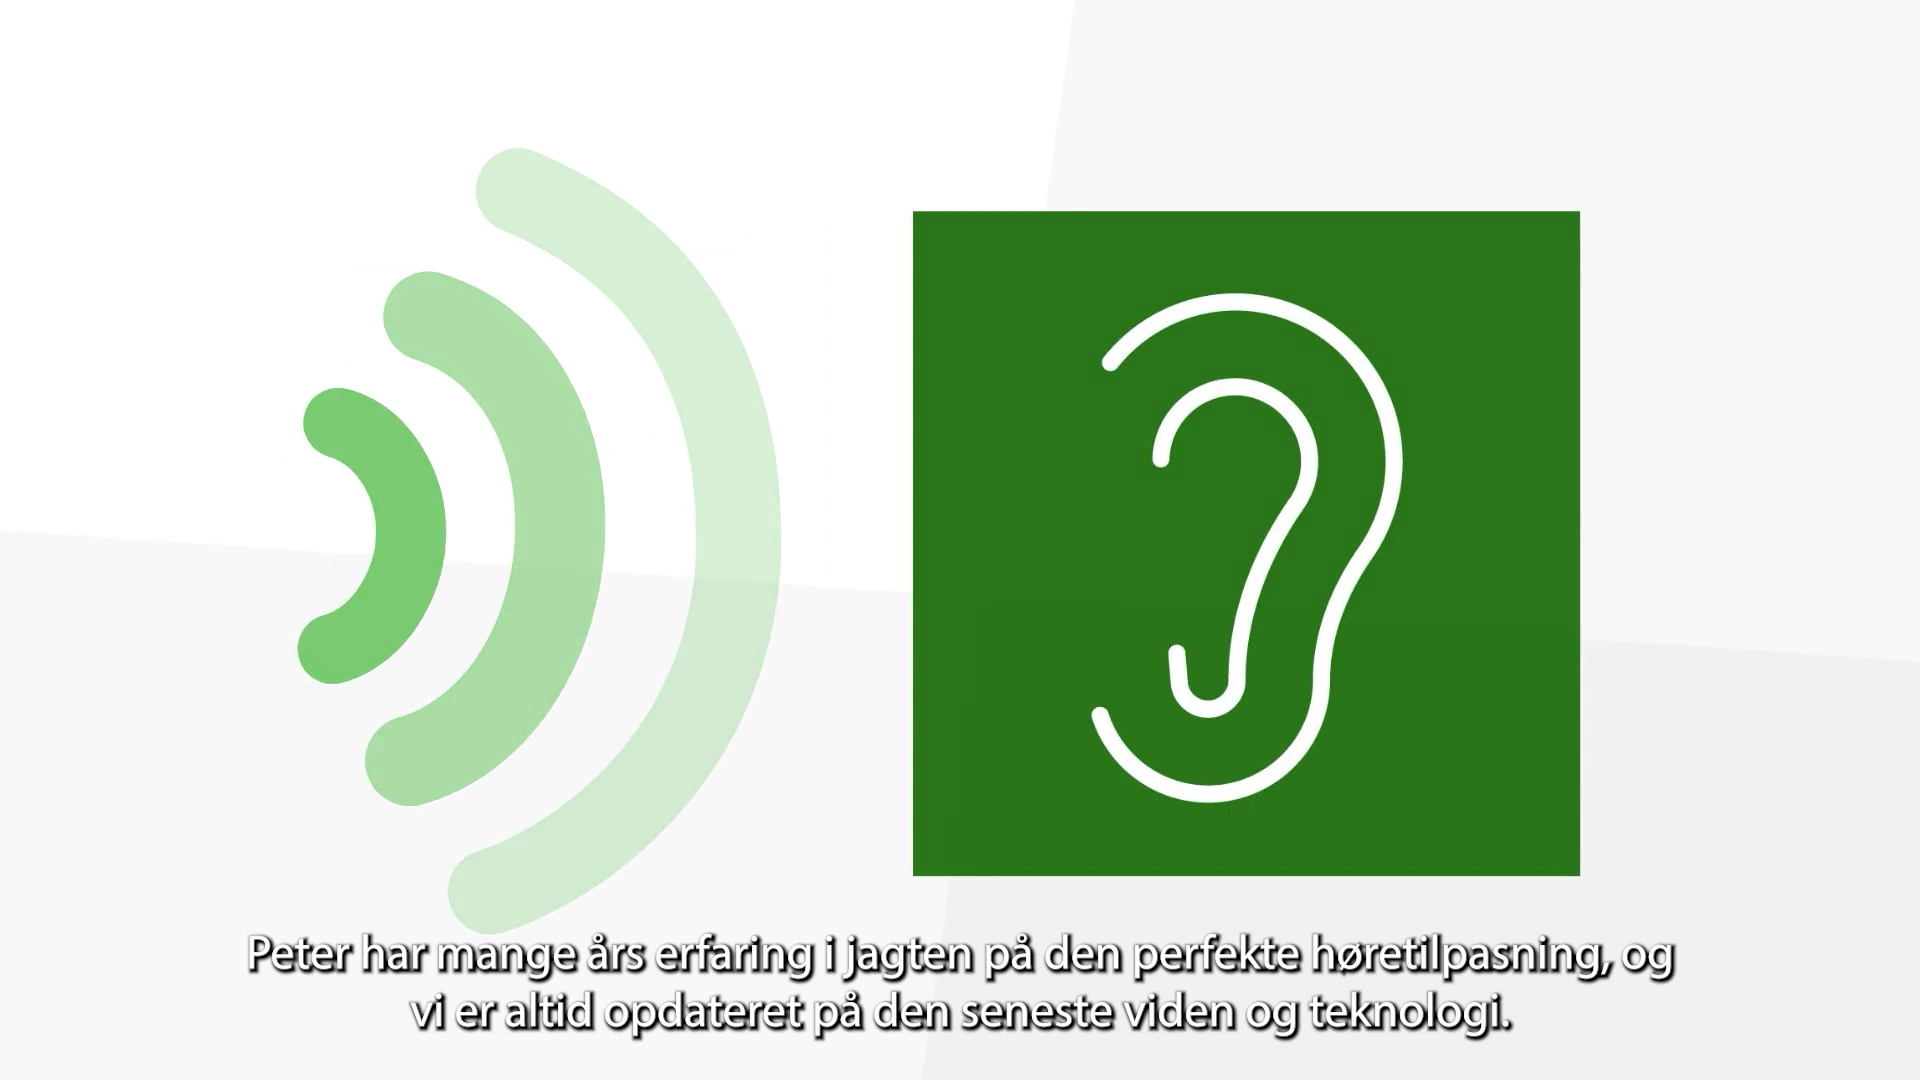 Peter har mange års erfaring i jagten på den perfekte høretilpasning, og
vi er altid opdateret på den seneste viden og teknologi.